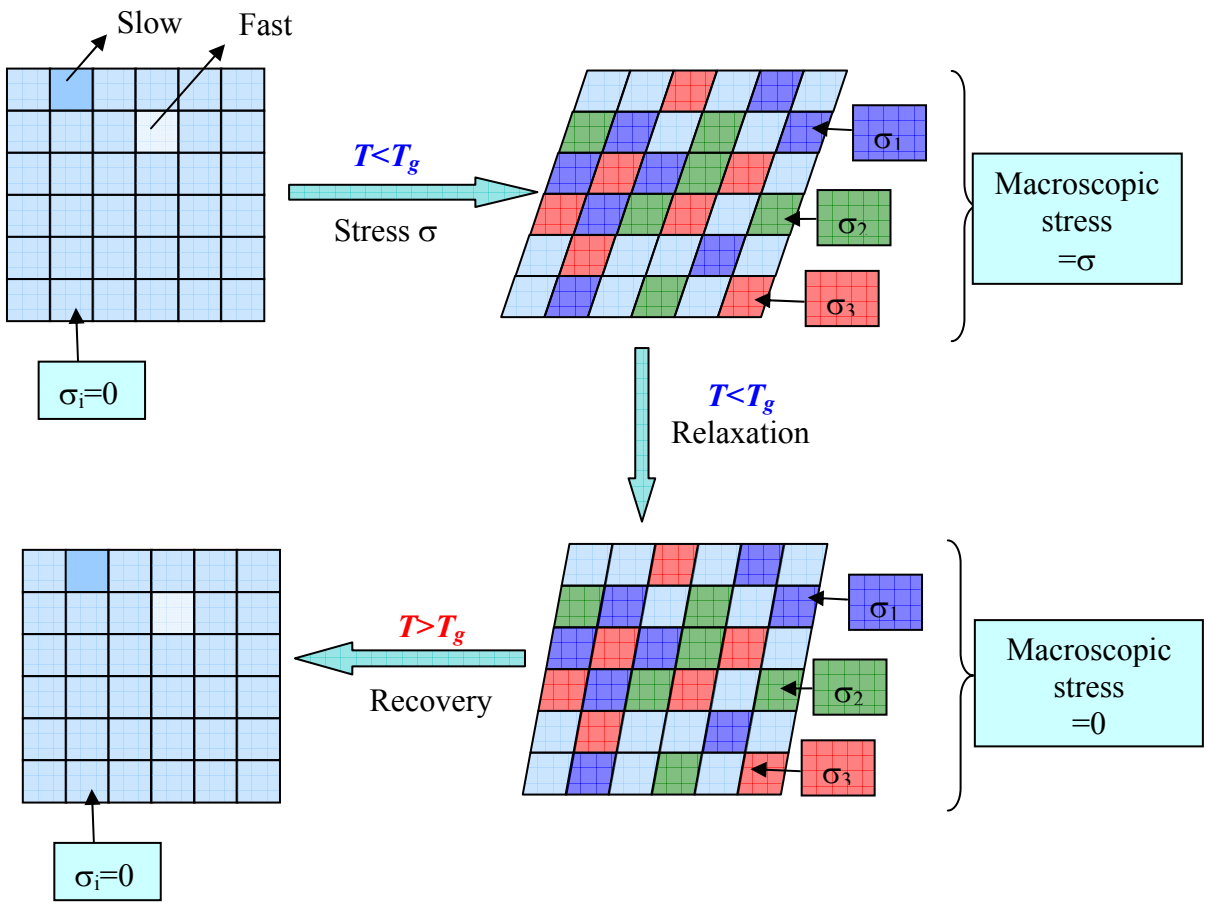 Slow
Fast
T<Tg
Stress σ
σi=0
σ1
σ2
σ3
Macroscopic
stress
=σ
T<Tg
Relaxation
T>Tg
Recovery
σi=0
σ1
σ2
σ3
Macroscopic
stress
=0